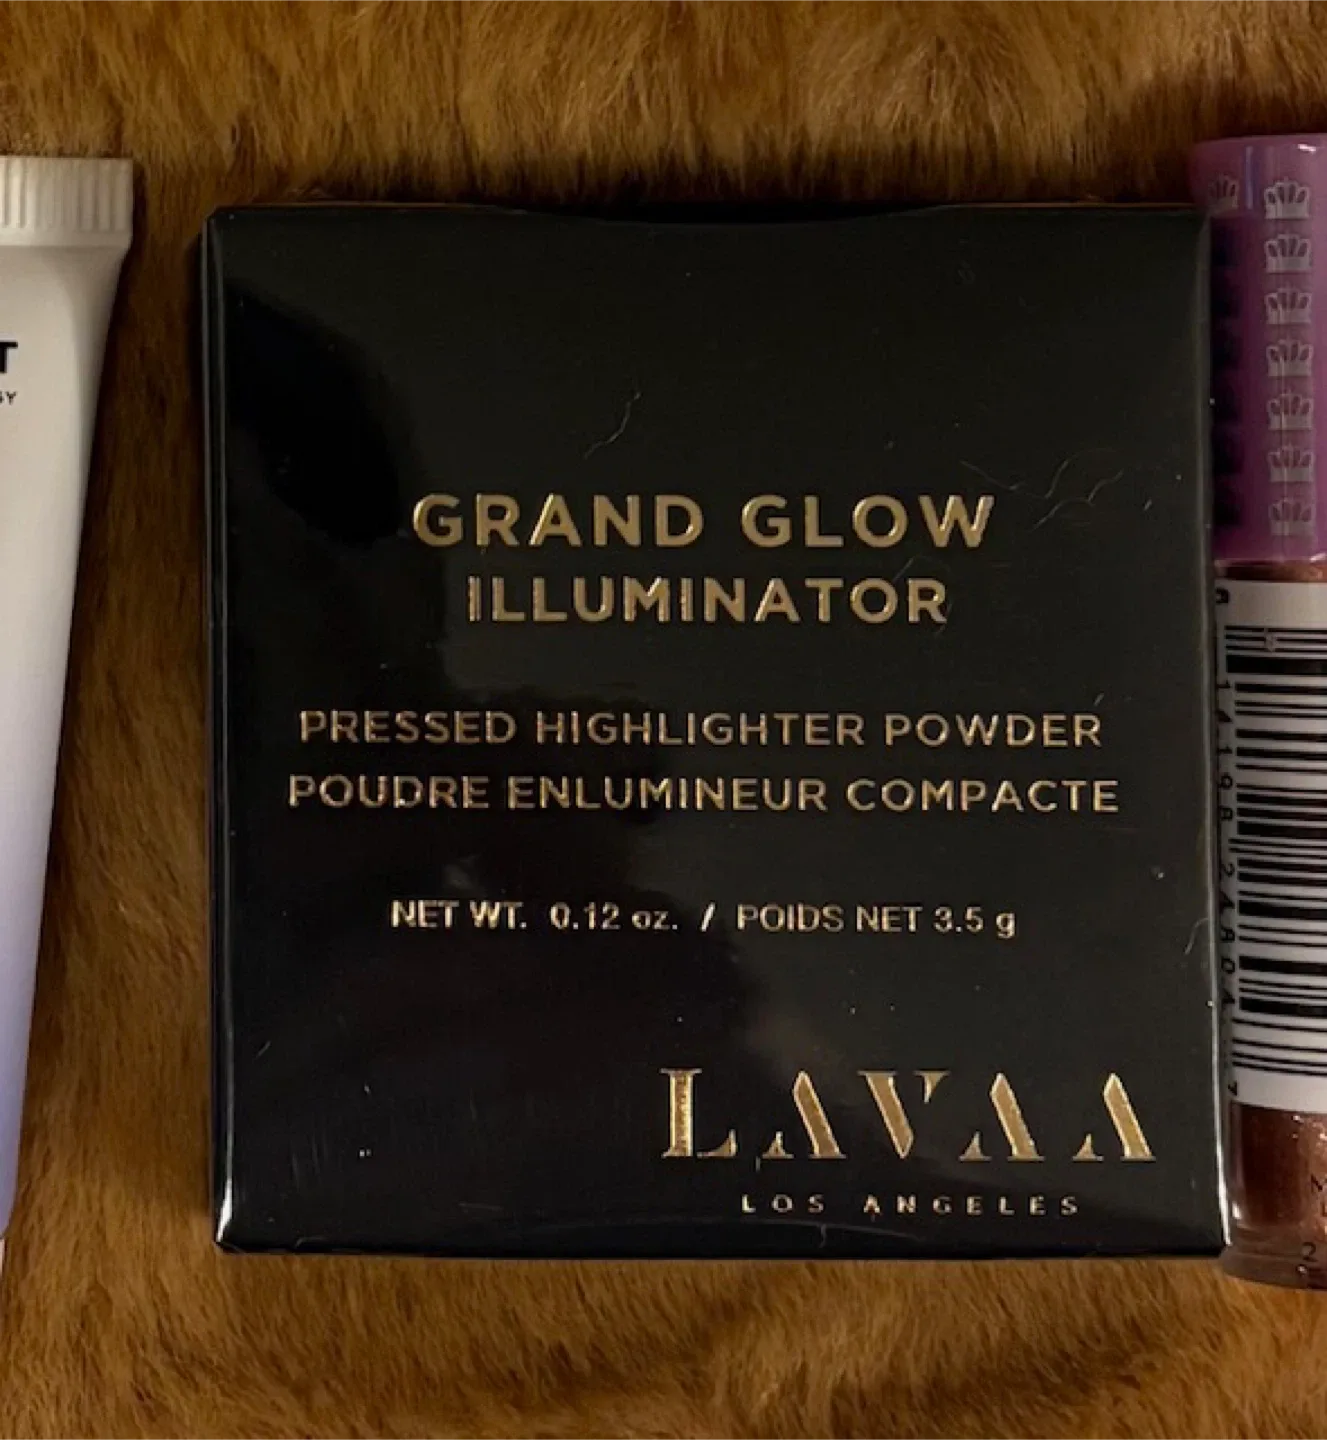 GRAND GLOW
ILLUMINATOR
PRESSED HIGHLIGHTER POWDER
POUDRE ENLUMINEUR COMPACTE
NET WT. 0.12 oz. / POIDS NET 3.5 g
LAVAA
LOS ANGELES